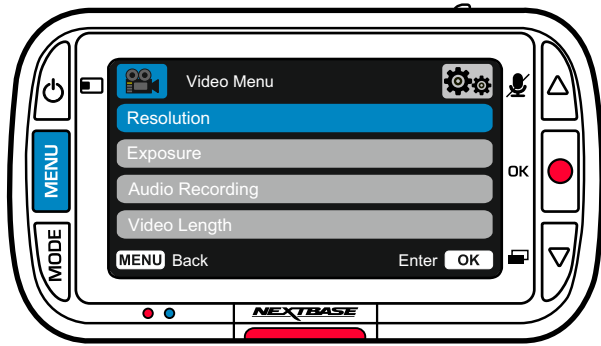 Video Menu
Resolution
Exposure
Audio Recording
Video Length
MENU Back Enter OK
MENU
MODE
OK
NEXTBASE